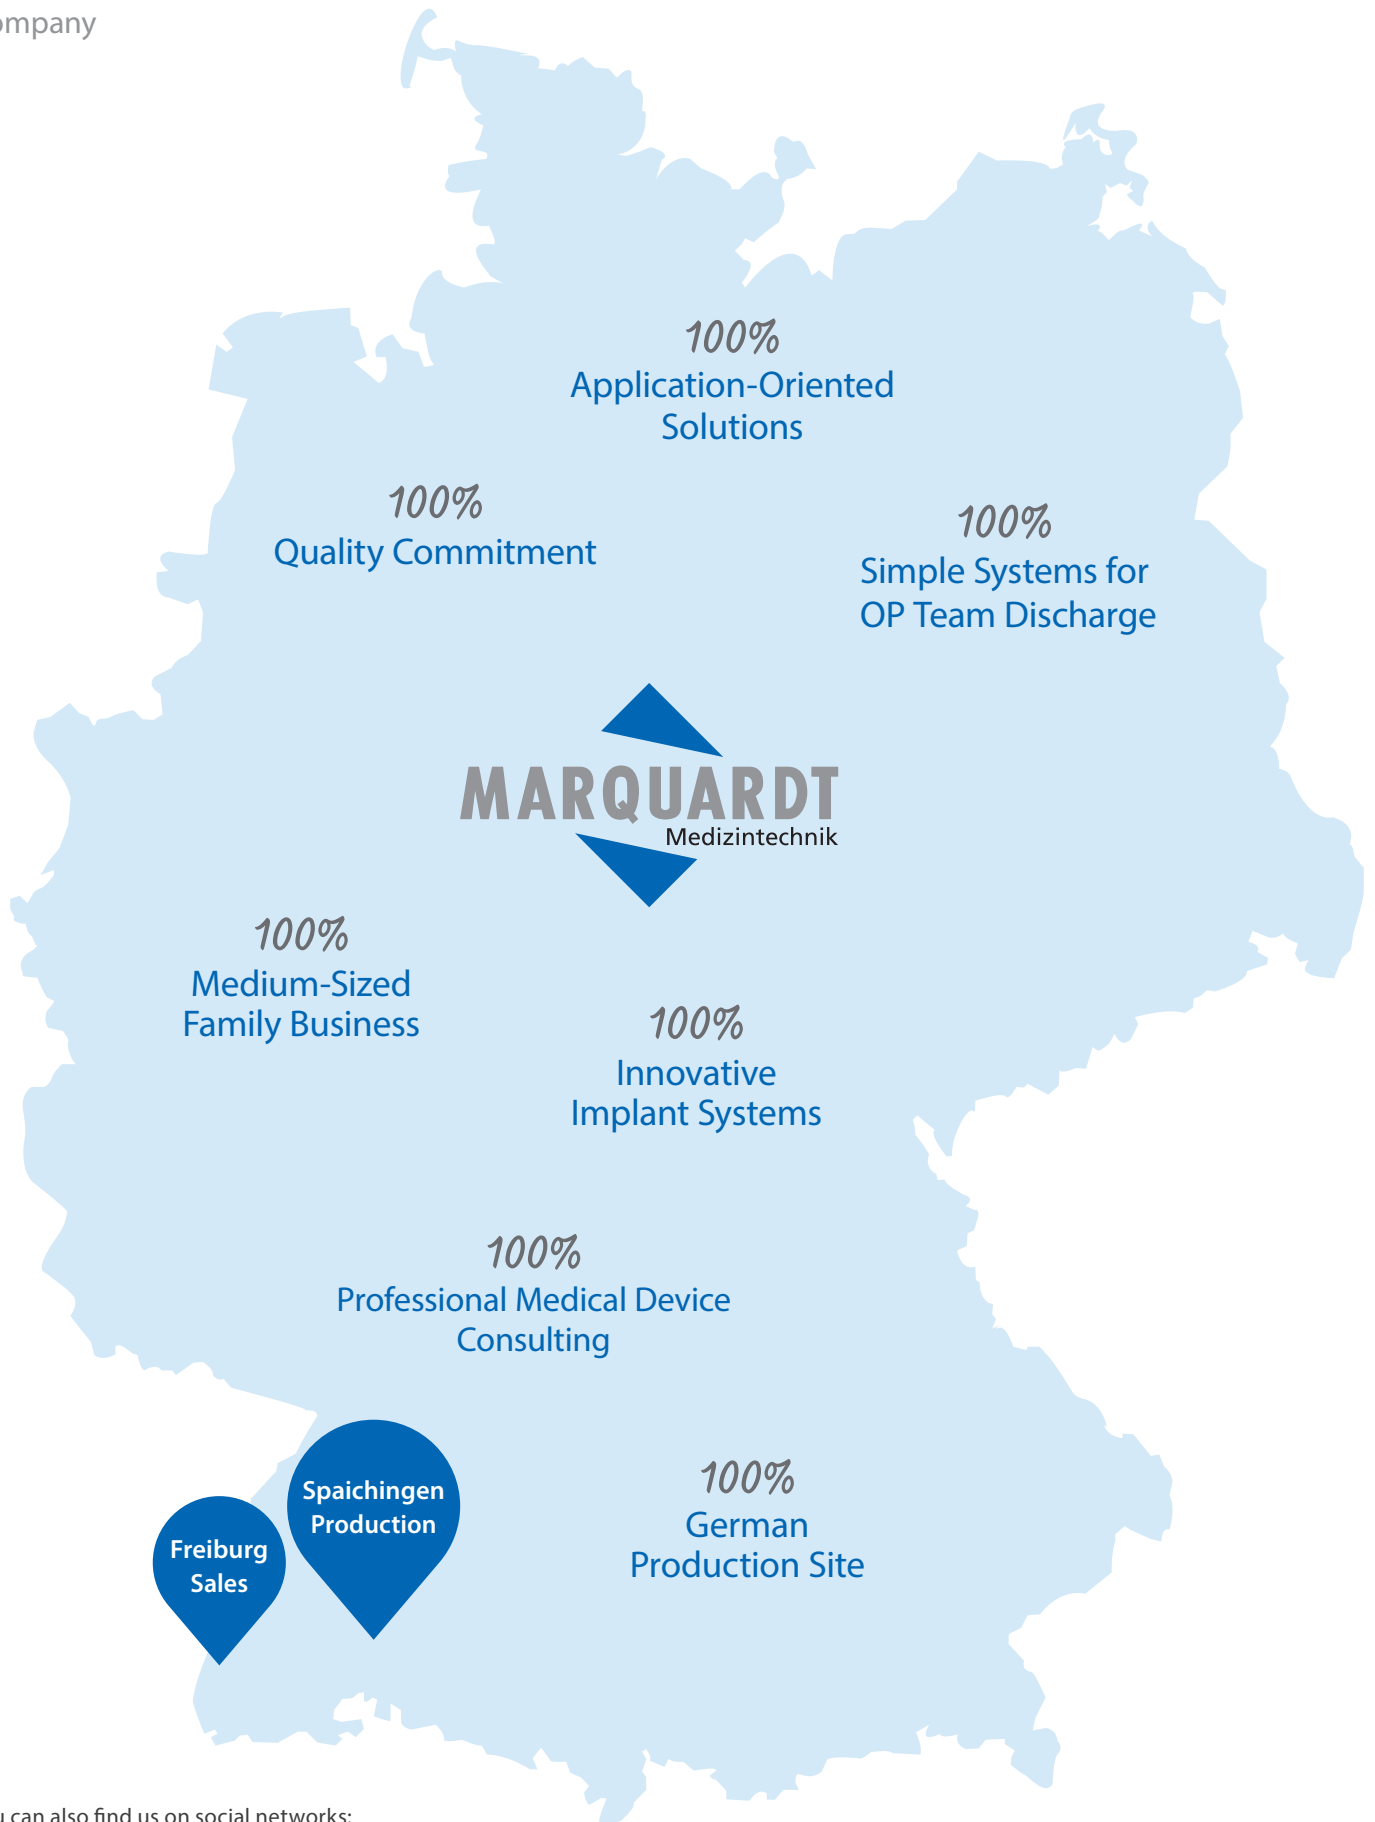 100%
Application-Oriented
Solutions
100%
Quality Commitment
100%
Simple Systems for
OP Team Discharge
MARQUARDT
Medizintechnik
100%
Medium-Sized
Family Business
100%
Innovative
Implant Systems
100%
Professional Medical Device
Consulting
Spaichingen
Production
Freiburg
Sales
100%
German
Production Site
can also find us on social networks: